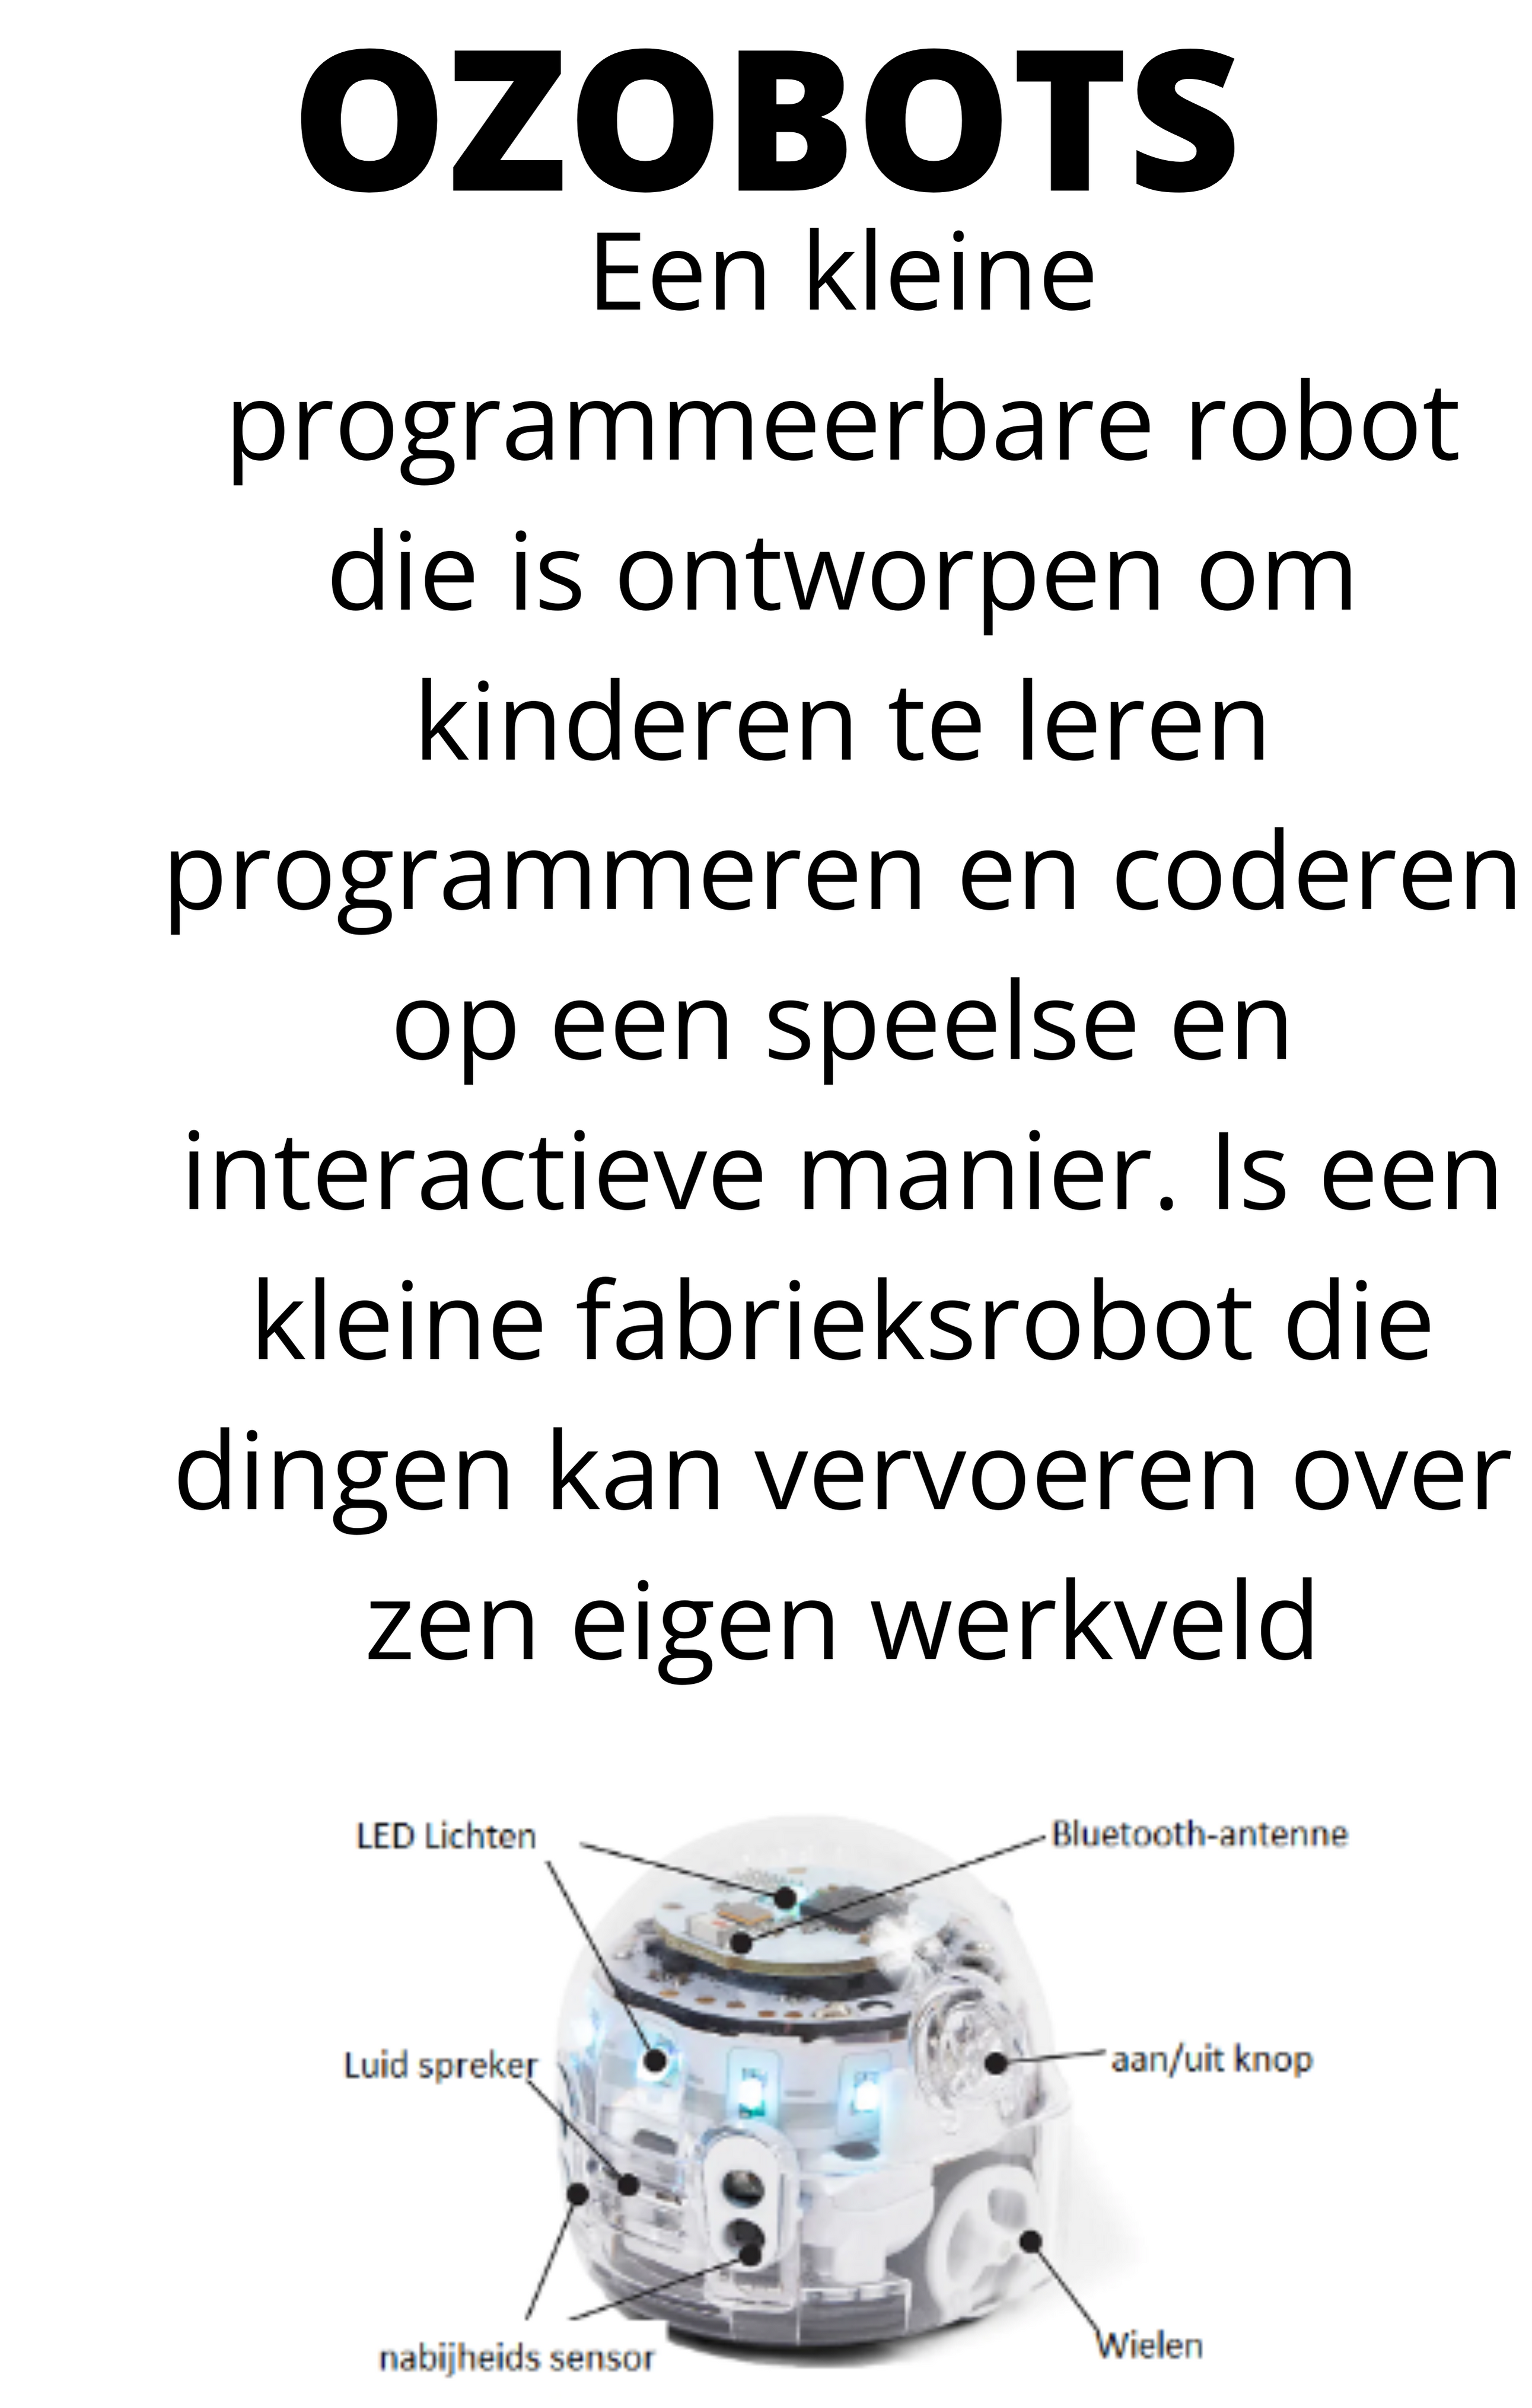 OZOBOTS
Een kleine
programmeerbare robot
die is ontworpen om
kinderen te leren
programmeren en coderen
op een speelse en
interactieve manier. Is een
kleine fabrieksrobot die
dingen kan vervoeren over
zen eigen werkveld
LED Lichten
Bluetooth-antenne
Luid spreker
aan/uit knop
nabijheids sensor
Wielen